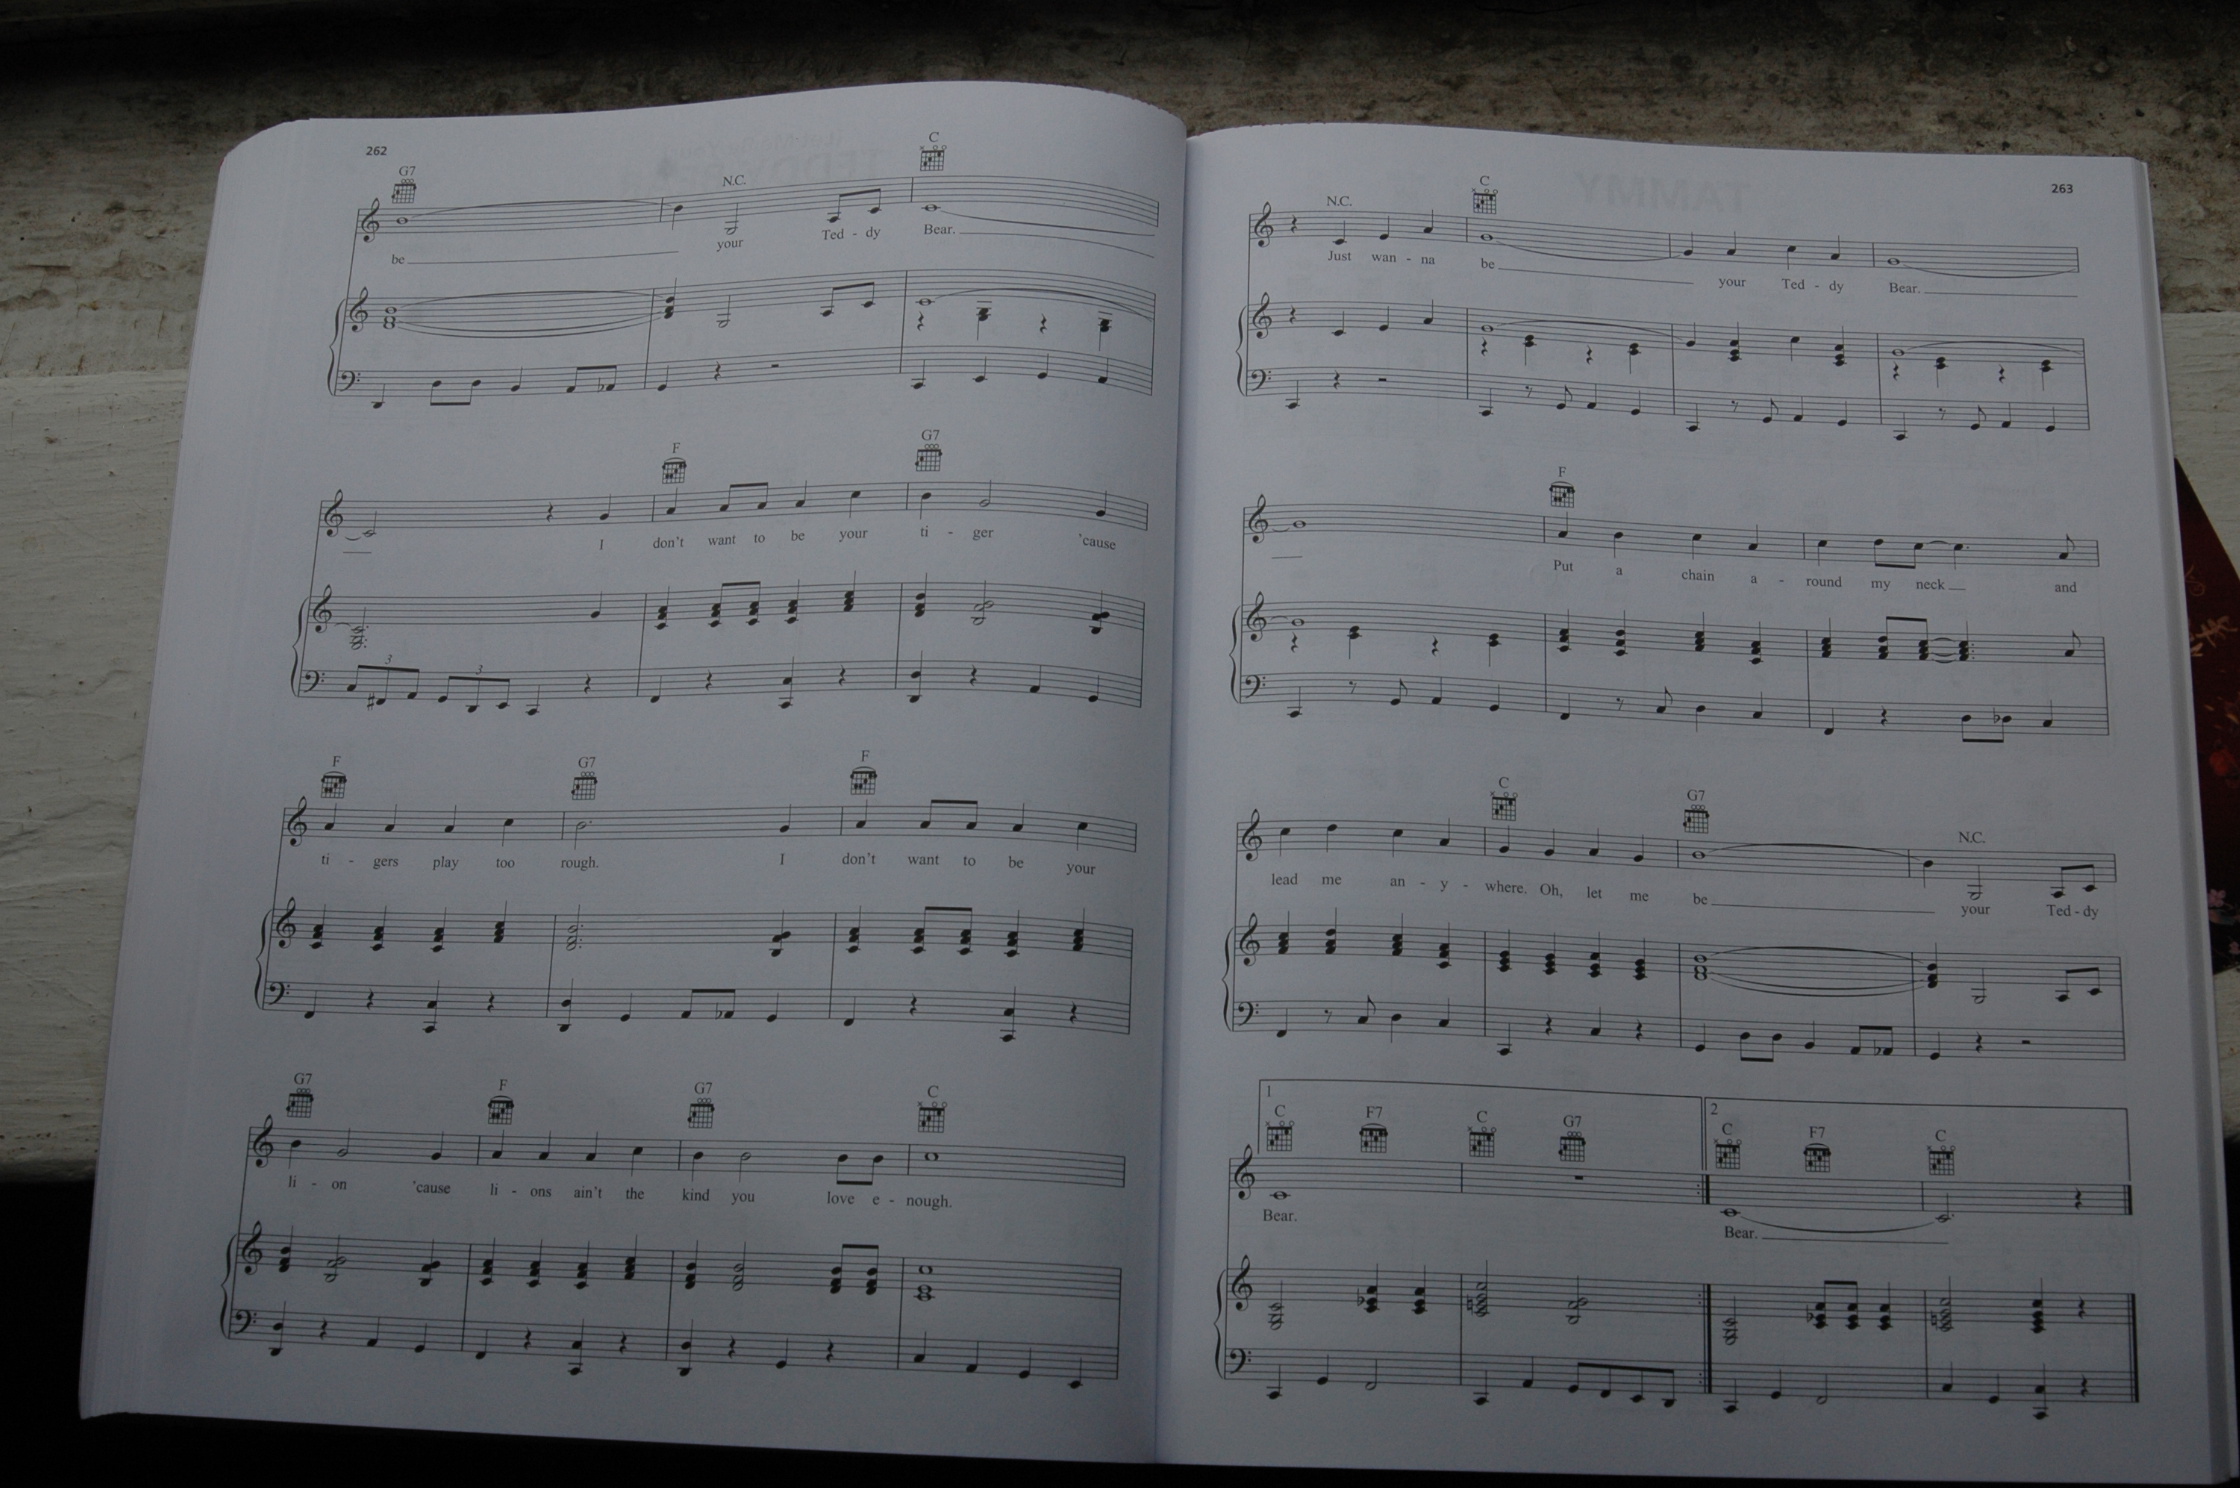 262
G7 N.C. C
be your Ted - dy Bear.
F G7
I don't want to be your ti - ger 'cause
3 3
F G7 F
ti - gers play too rough. I don't want to be your
G7 F G7 C
li - on 'cause li - ons ain't the kind you love e - nough.
TAMMY
263
N.C. C
Just wan - na be your Ted - dy Bear.
F
Put a chain a - round my neck and
C G7 N.C.
lead me an - y - where. Oh, let me be your Ted - dy
1 2
C F7 C G7 C F7 C
Bear. Bear.